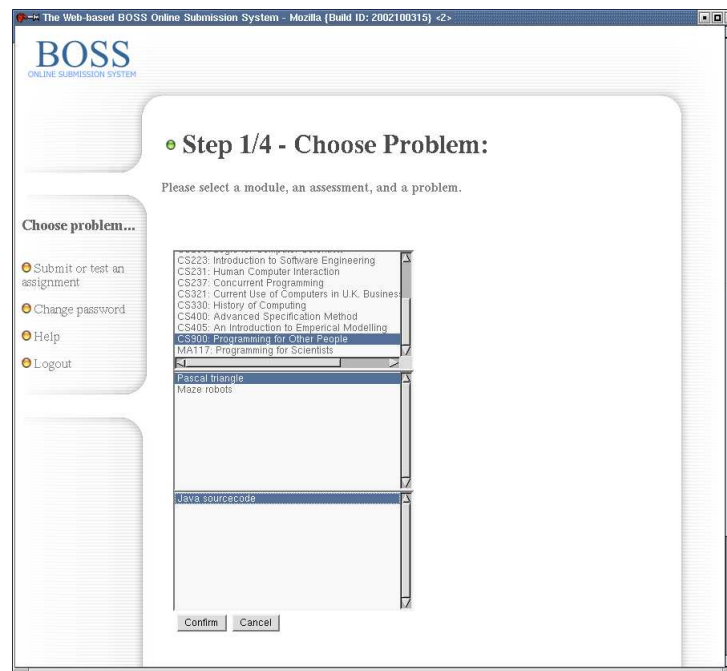 The Web-based BOSS Online Submission System - Mozilla {Build ID: 2002100315} <2>
BOSS
ONLINE SUBMISSION SYSTEM
Step 1/4 - Choose Problem:
Please select a module, an assessment, and a problem.
Choose problem...
Submit or test an
assignment
Change password
Help
Logout
CS223: Introduction to Software Engineering
CS231: Human Computer Interaction
CS237: Concurrent Programming
CS321: Current Use of Computers in U.K. Business
CS330: History of Computing
CS400: Advanced Specification Method
CS405: An Introduction to Emperical Modelling
CS900: Programming for Other People
MA117: Programming for Scientists
Pascal triangle
Maze robots
Java sourcecode
Confirm Cancel